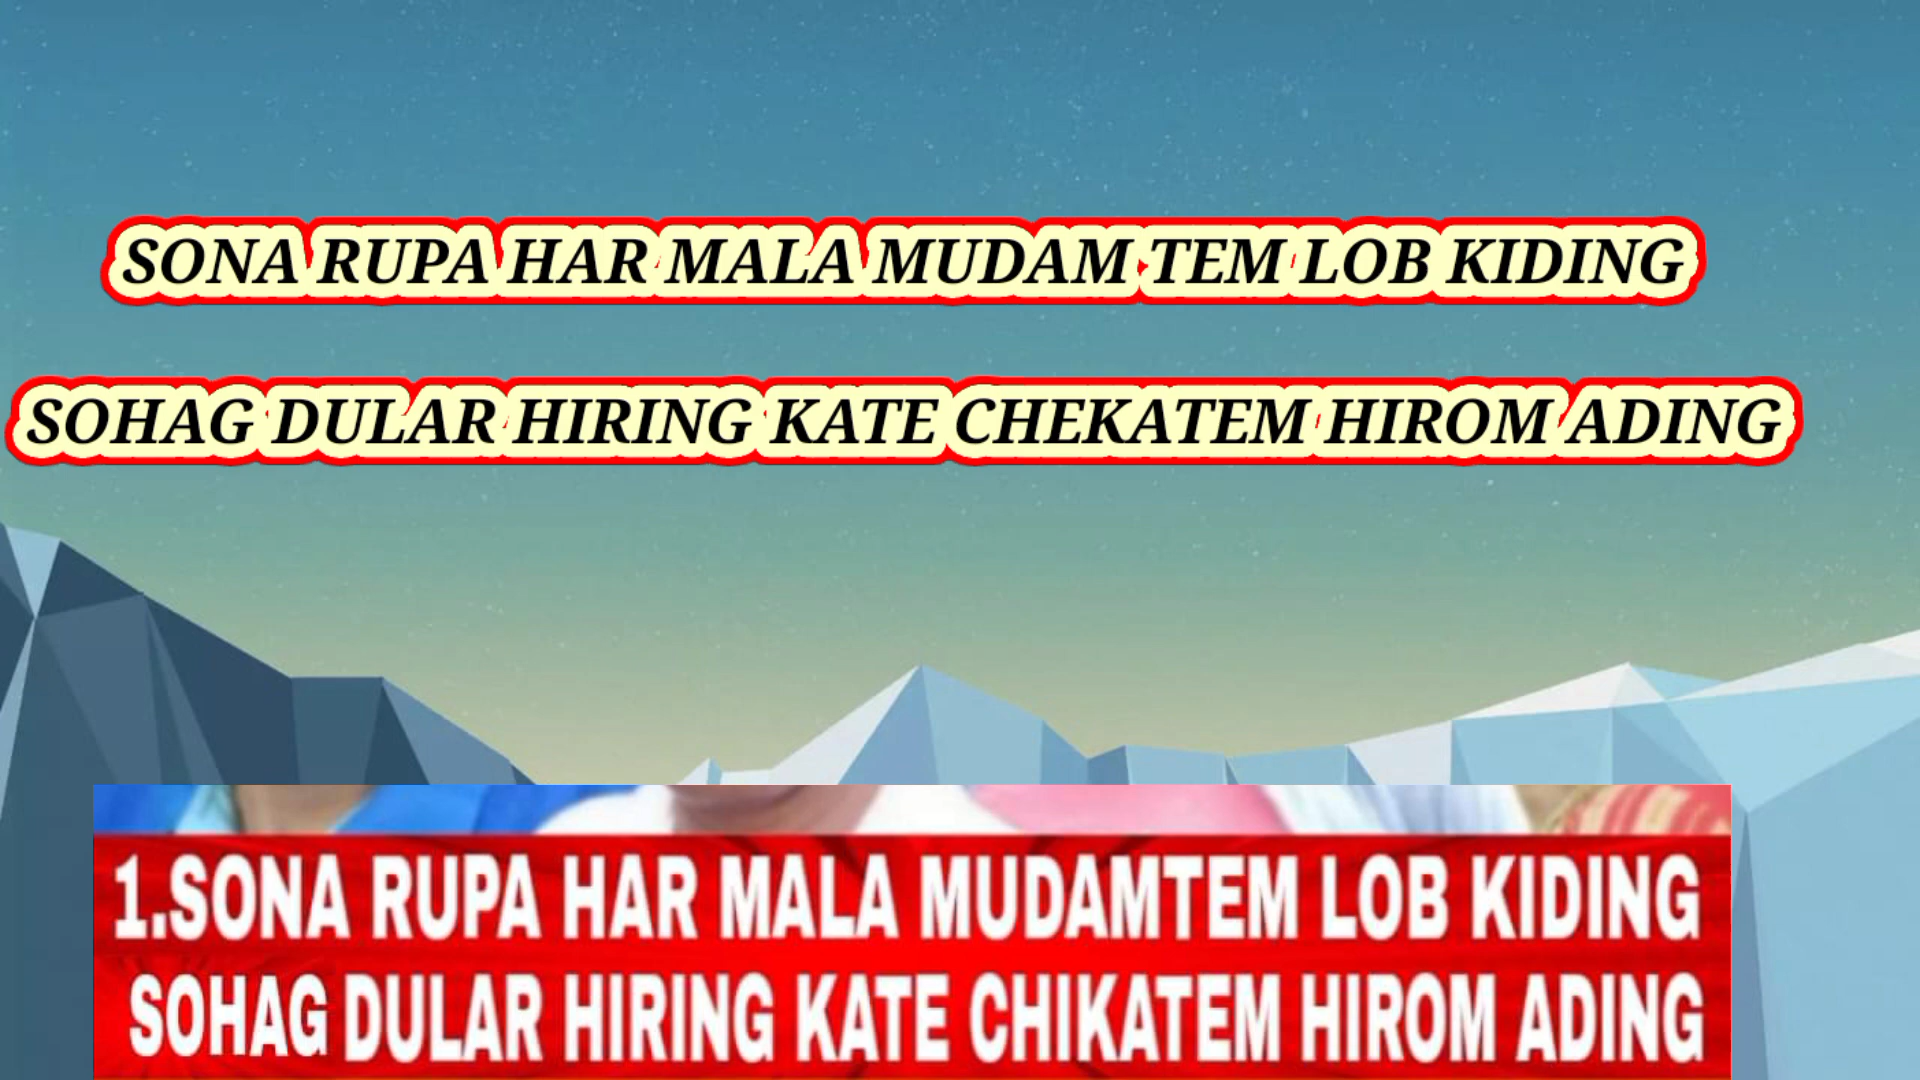 SONA RUPA HAR MALA MUDAM TEM LOB KIDING
SOHAG DULAR HIRING KATE CHEKATEM HIROM ADING
1.SONA RUPA HAR MALA MUDAMTEM LOB KIDING
SOHAG DULAR HIRING KATE CHIKATEM HIROM ADING